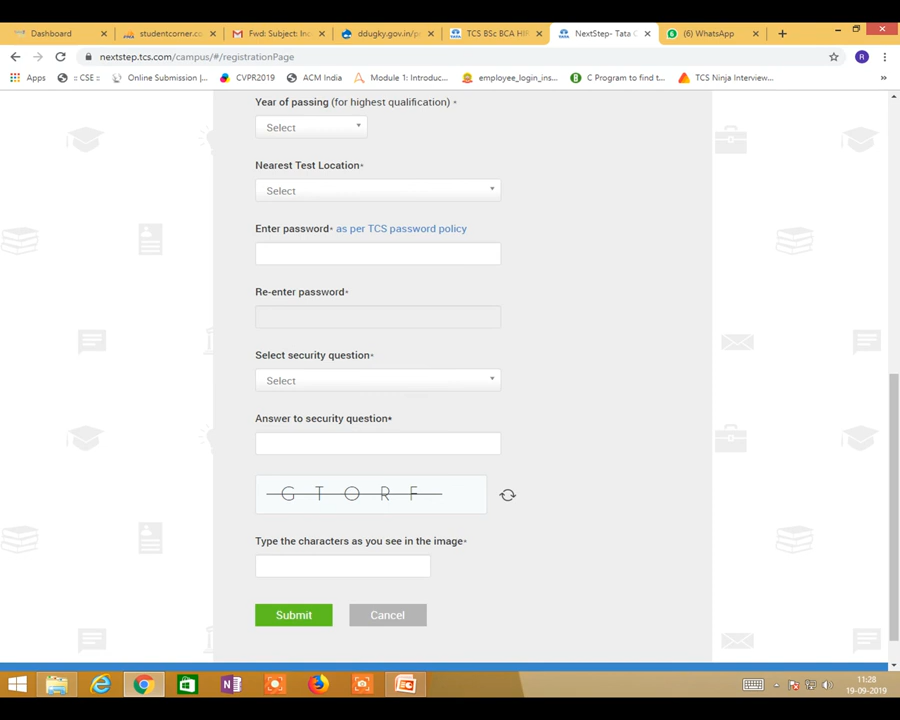 Dashboard
studentcorner.co
Fwd: Subject: In
ddugky.gov.in/p
TCS BSc BCA HI
NextStep- Tata C
(6) WhatsApp
nextstep.tcs.com/campus/#/registrationPage
R
Apps
:: CSE ::
Online Submission |...
CVPR2019
ACM India
Module 1: Introduc...
employee_login_ins...
C Program to find t...
TCS Ninja Interview...
Year of passing (for highest qualification) *
Select
Nearest Test Location*
Select
Enter password* as per TCS password policy
Re-enter password*
Select security question*
Select
Answer to security question*
G T O R F
Type the characters as you see in the image*
Submit
Cancel
11:28
19-09-2019